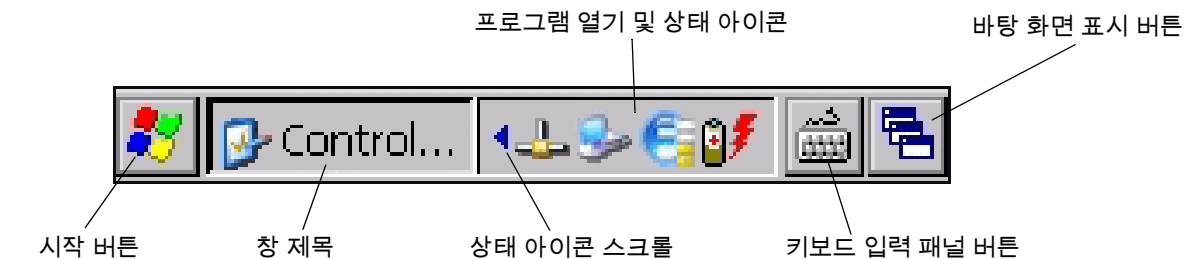 프로그램 열기 및 상태 아이콘
바탕 화면 표시 버튼
Control...
시작 버튼
창 제목
상태 아이콘 스크롤
키보드 입력 패널 버튼